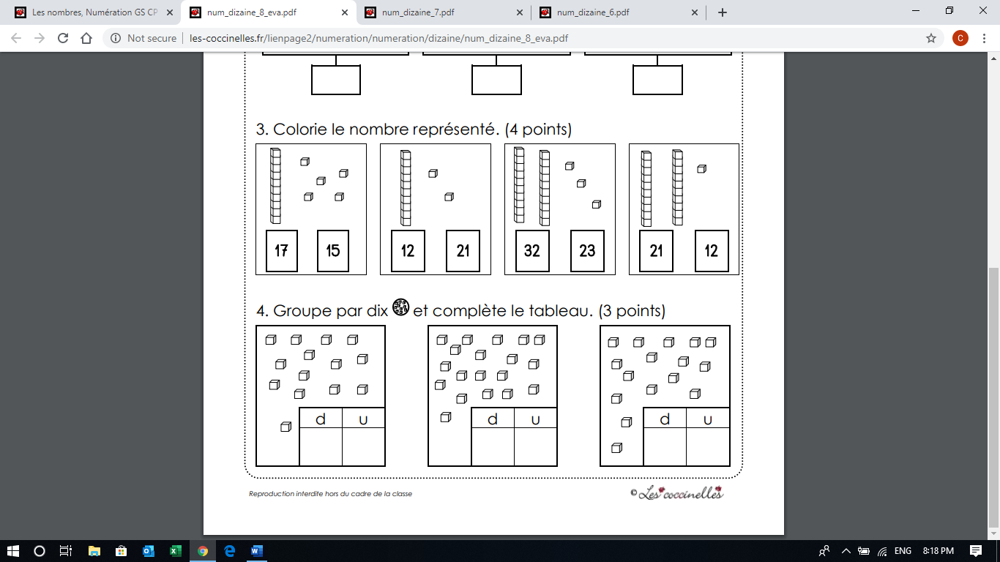 Les nombres, Numération GS CP
num_dizaine_8_eva.pdf
num_dizaine_7.pdf
num_dizaine_6.pdf
Not secure
les-coccinelles.fr/lienpage2/numeration/numeration/dizaine/num_dizaine_8_eva.pdf
C
3. Colorie le nombre représenté. (4 points)
17 15 12 21 32 23 21 12
4. Groupe par dix et complète le tableau. (3 points)
d u d u d u
Reproduction interdite hors du cadre de la classe
© Les coccinelles
ENG 8:18 PM